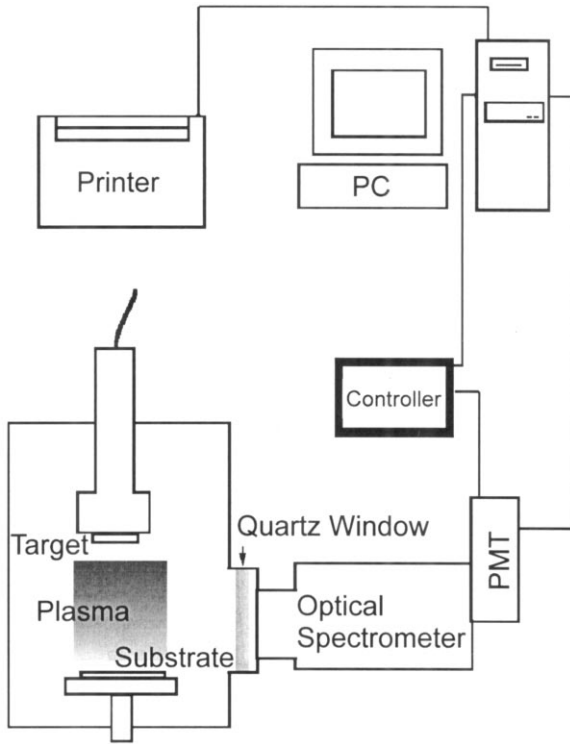 Printer
PC
Controller
Target
Quartz Window
PMT
Plasma
Optical
Spectrometer
Substrate